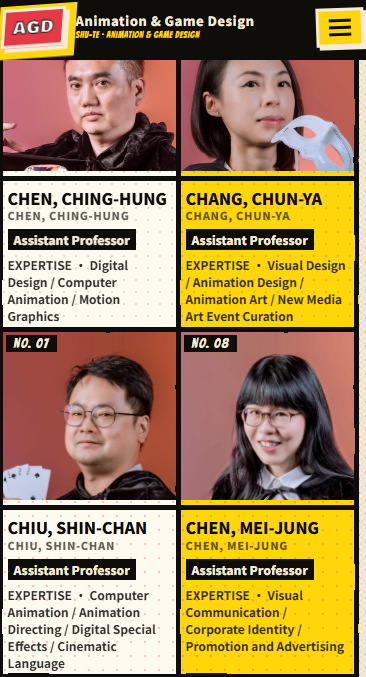 AGD
Animation & Game Design
SHU-TE · ANIMATION & GAME DESIGN
CHEN, CHING-HUNG
CHEN, CHING-HUNG
Assistant Professor
EXPERTISE · Digital
Design / Computer
Animation / Motion
Graphics
CHANG, CHUN-YA
CHANG, CHUN-YA
Assistant Professor
EXPERTISE · Visual Design
/ Animation Design /
Animation Art / New Media
Art Event Curation
NO. 07
CHIU, SHIN-CHAN
CHIU, SHIN-CHAN
Assistant Professor
EXPERTISE · Computer
Animation / Animation
Directing / Digital Special
Effects / Cinematic
Language
NO. 08
CHEN, MEI-JUNG
CHEN, MEI-JUNG
Assistant Professor
EXPERTISE · Visual
Communication /
Corporate Identity /
Promotion and Advertising